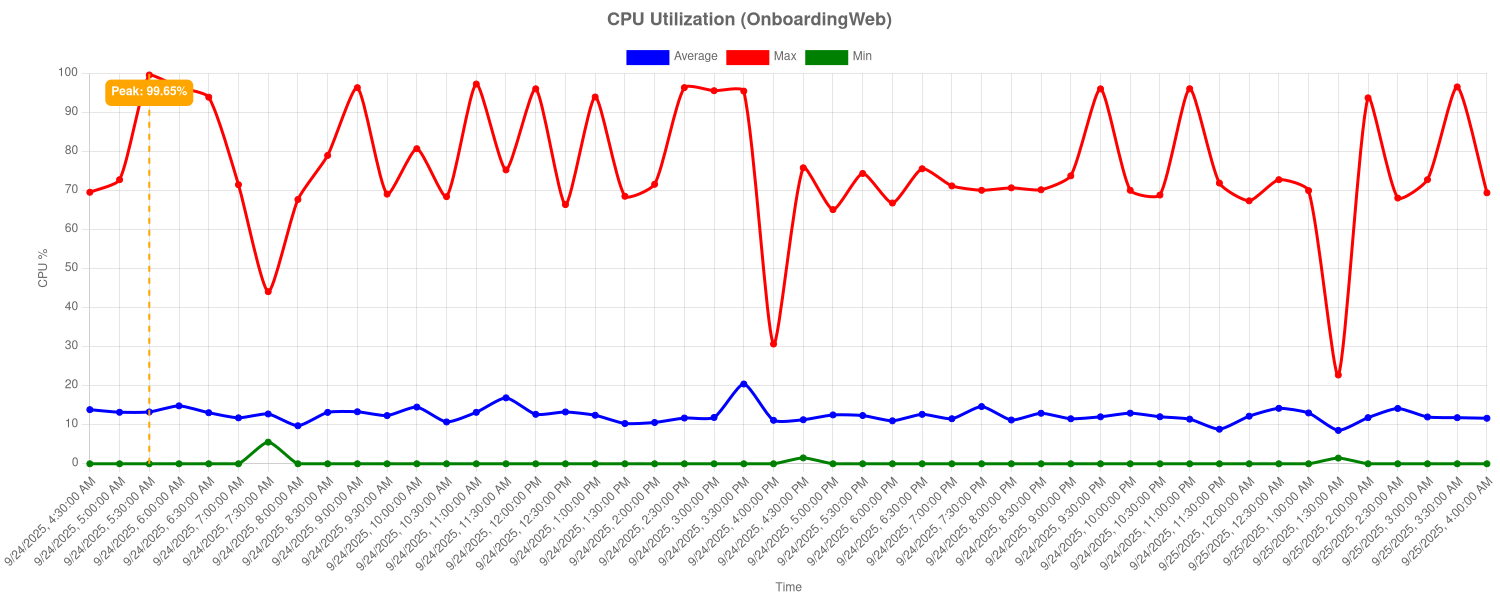 CPU Utilization (OnboardingWeb)
Average Max Min
100
Peak: 99.65%
90
80
70
60
50
40
30
20
10
0
CPU %
9/24/2025, 4:30:00 AM
9/24/2025, 5:00:00 AM
9/24/2025, 5:30:00 AM
9/24/2025, 6:00:00 AM
9/24/2025, 6:30:00 AM
9/24/2025, 7:00:00 AM
9/24/2025, 7:30:00 AM
9/24/2025, 8:00:00 AM
9/24/2025, 8:30:00 AM
9/24/2025, 9:00:00 AM
9/24/2025, 9:30:00 AM
9/24/2025, 10:00:00 AM
9/24/2025, 10:30:00 AM
9/24/2025, 11:00:00 AM
9/24/2025, 11:30:00 AM
9/24/2025, 12:00:00 PM
9/24/2025, 12:30:00 PM
9/24/2025, 1:00:00 PM
9/24/2025, 1:30:00 PM
9/24/2025, 2:00:00 PM
9/24/2025, 2:30:00 PM
9/24/2025, 3:00:00 PM
9/24/2025, 3:30:00 PM
9/24/2025, 4:00:00 PM
9/24/2025, 4:30:00 PM
9/24/2025, 5:00:00 PM
9/24/2025, 5:30:00 PM
9/24/2025, 6:00:00 PM
9/24/2025, 6:30:00 PM
9/24/2025, 7:00:00 PM
9/24/2025, 7:30:00 PM
9/24/2025, 8:00:00 PM
9/24/2025, 8:30:00 PM
9/24/2025, 9:00:00 PM
9/24/2025, 9:30:00 PM
9/24/2025, 10:00:00 PM
9/24/2025, 10:30:00 PM
9/24/2025, 11:00:00 PM
9/24/2025, 11:30:00 PM
9/25/2025, 12:00:00 AM
9/25/2025, 12:30:00 AM
9/25/2025, 1:00:00 AM
9/25/2025, 1:30:00 AM
9/25/2025, 2:00:00 AM
9/25/2025, 2:30:00 AM
9/25/2025, 3:00:00 AM
9/25/2025, 3:30:00 AM
9/25/2025, 4:00:00 AM
Time